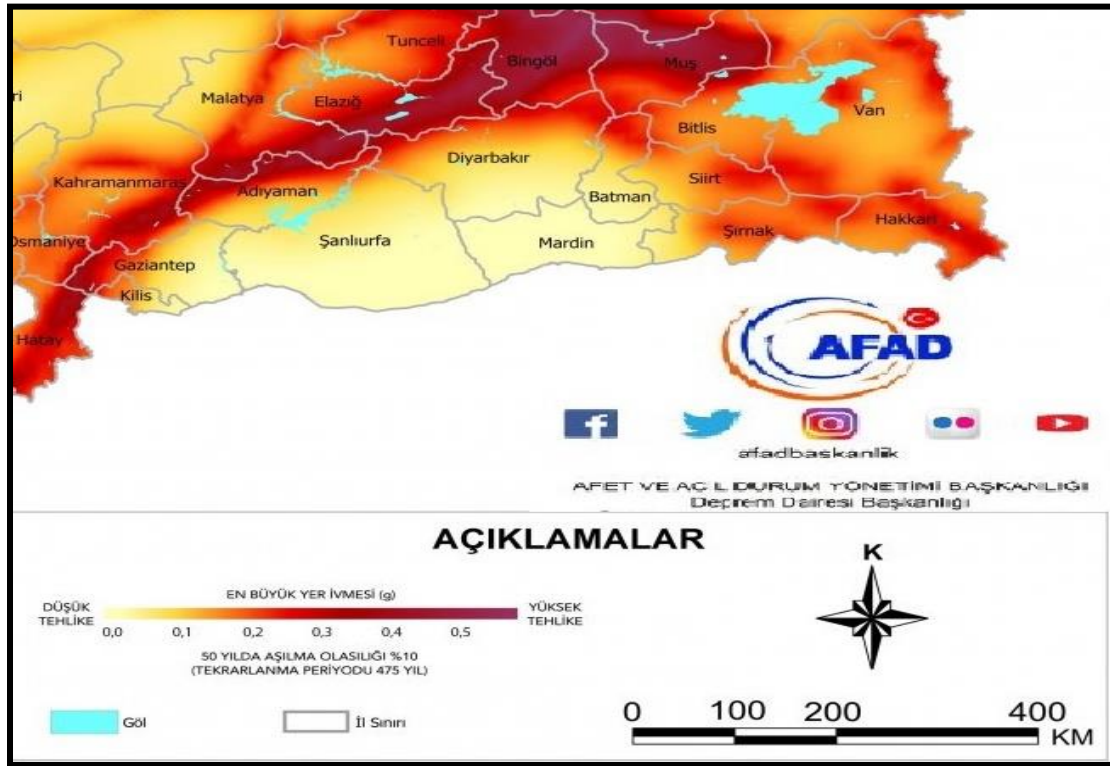 Tunceli
Bingöl
Muş
ri
Malatya
Elazığ
Van
Bitlis
Diyarbakır
Kahramanmaraş
Adıyaman
Siirt
Batman
Osmaniye
Şanlıurfa
Mardin
Şırnak
Hakkari
Gaziantep
Kilis
Hatay
AFAD
afadbaskanlik
AFET VE ACİL DURUM YÖNETİMİ BAŞKANLIĞI
Deprem Dairesi Başkanlığı
AÇIKLAMALAR
K
EN BÜYÜK YER İVMESİ (g)
DÜŞÜK
TEHLİKE
YÜKSEK
TEHLİKE
0,0 0,1 0,2 0,3 0,4 0,5
50 YILDA AŞILMA OLASILIĞI %10
(TEKRARLANMA PERİYODU 475 YIL)
Göl
İl Sınırı
0 100 200 400
KM